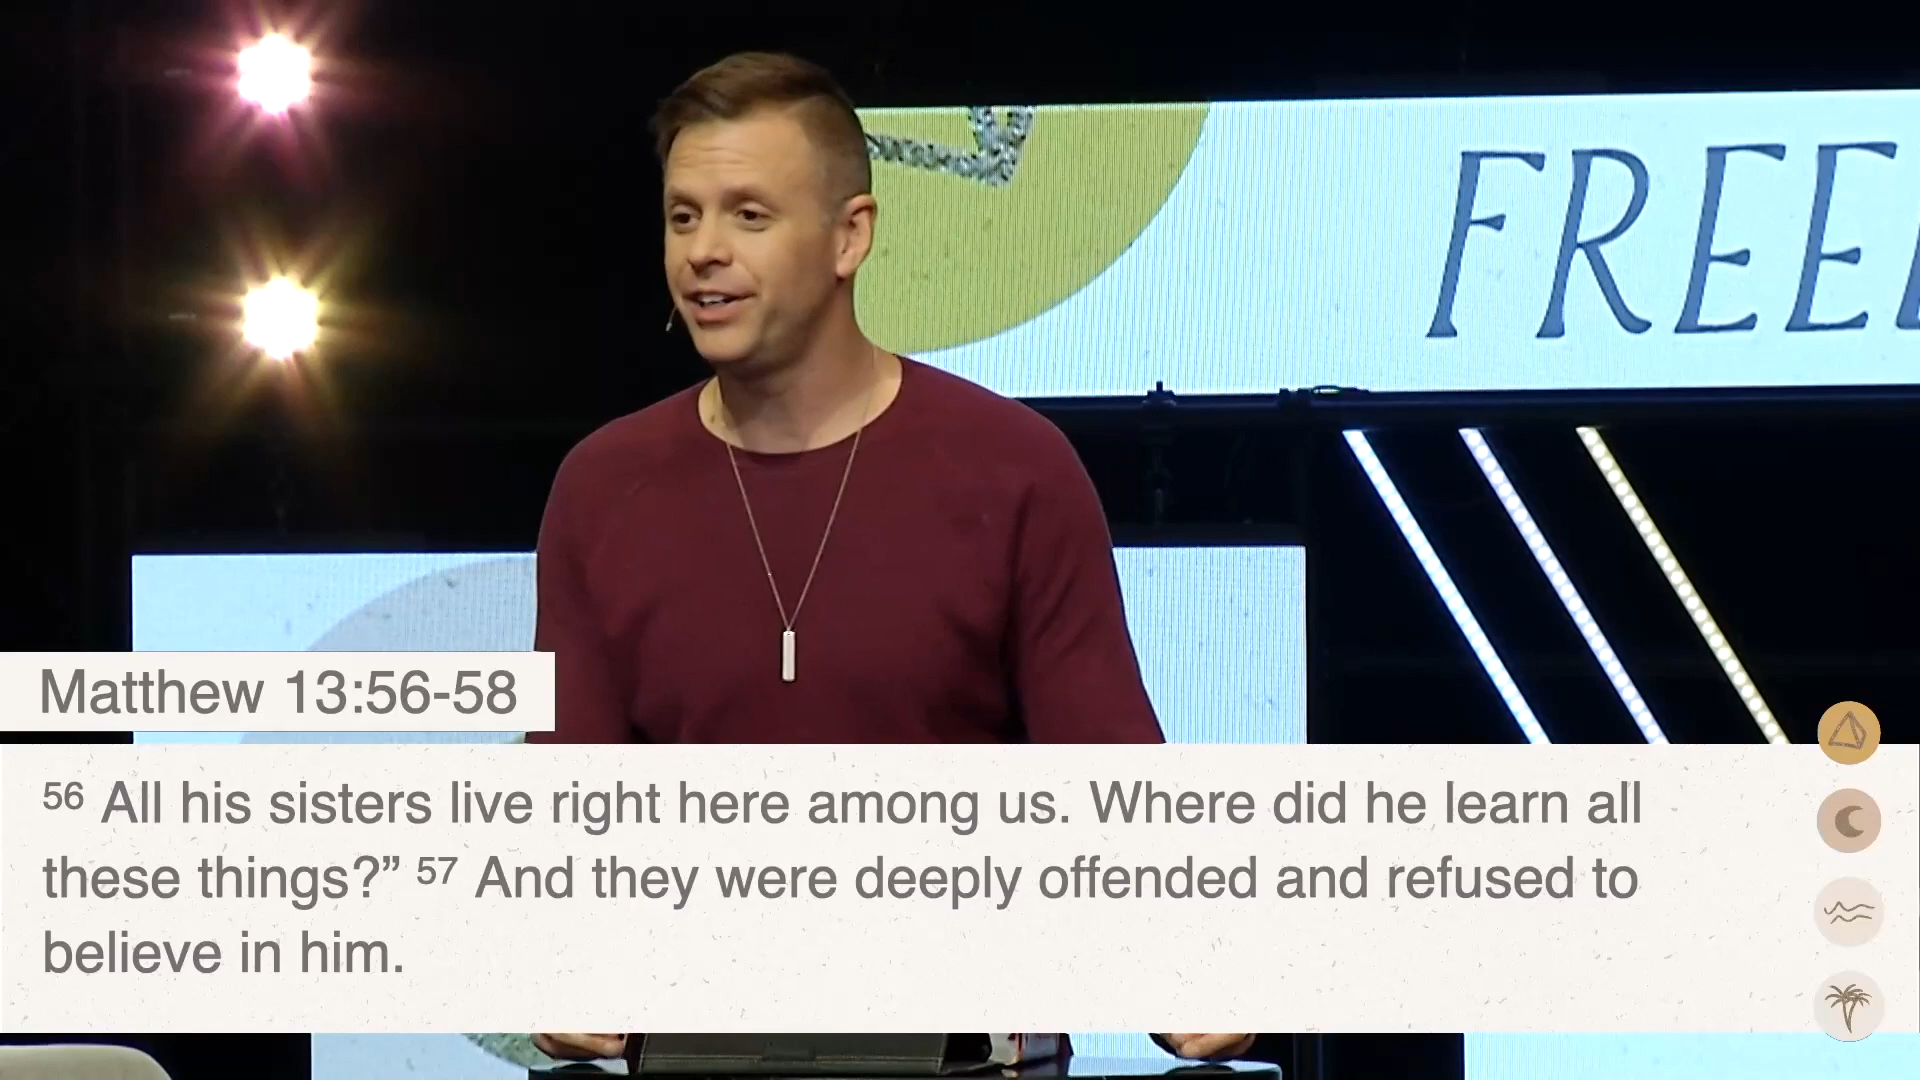 FREE
Matthew 13:56-58
56 All his sisters live right here among us. Where did he learn all
these things?” 57 And they were deeply offended and refused to
believe in him.